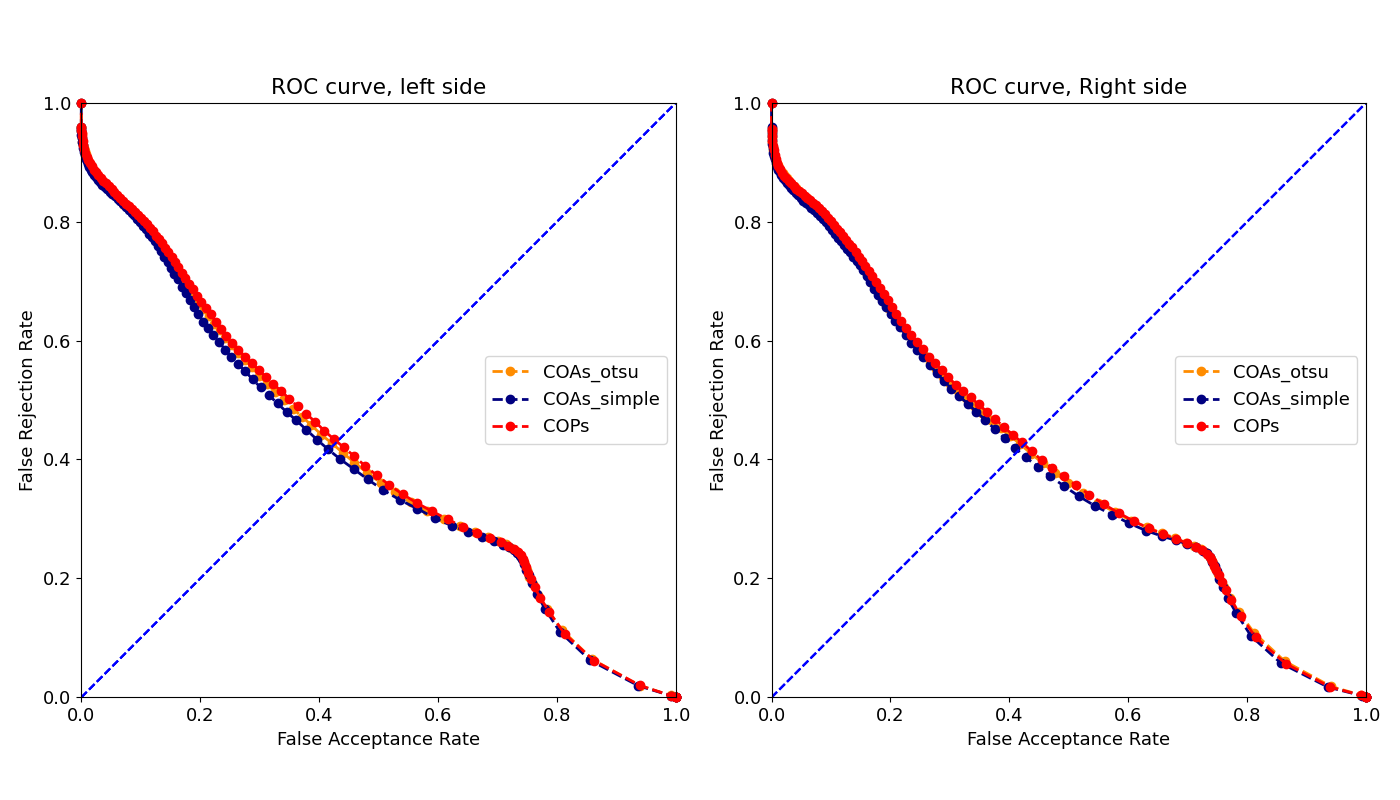 ROC curve, left side
1.0
0.8
0.6
0.4
0.2
0.0
False Rejection Rate
COAs_otsu
COAs_simple
COPs
0.0 0.2 0.4 0.6 0.8 1.0
False Acceptance Rate
ROC curve, Right side
1.0
0.8
0.6
0.4
0.2
0.0
False Rejection Rate
COAs_otsu
COAs_simple
COPs
0.0 0.2 0.4 0.6 0.8 1.0
False Acceptance Rate